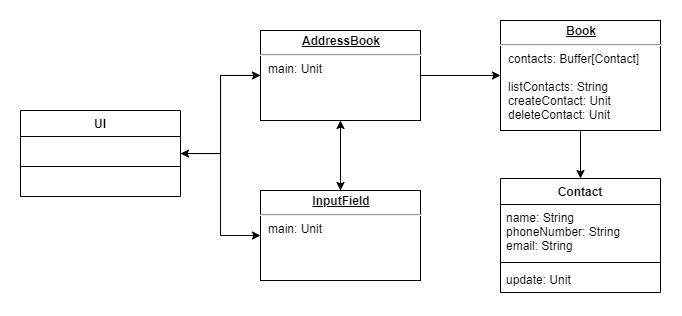 UI
AddressBook
main: Unit
InputField
main: Unit
Book
contacts: Buffer[Contact]
listContacts: String
createContact: Unit
deleteContact: Unit
Contact
name: String
phoneNumber: String
email: String
update: Unit